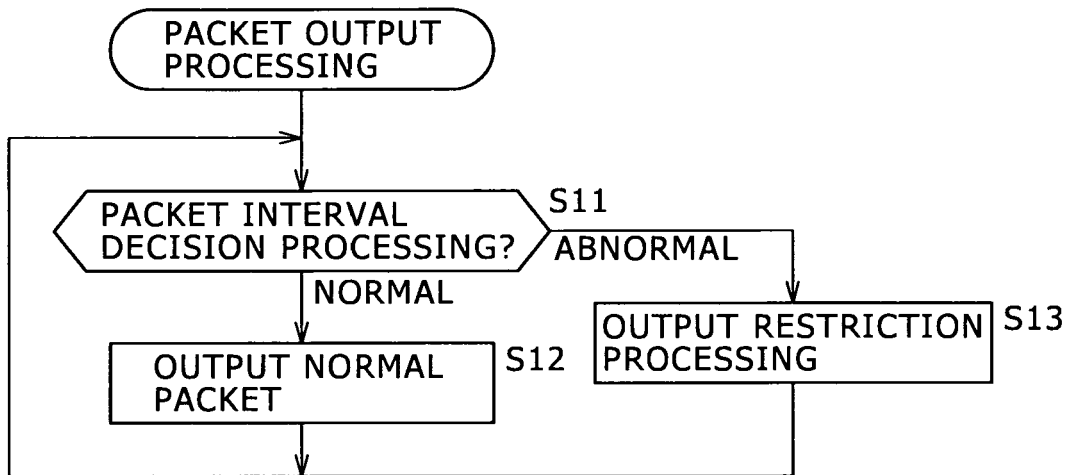 PACKET OUTPUT
PROCESSING
PACKET INTERVAL
DECISION PROCESSING?
S11
ABNORMAL
NORMAL
OUTPUT RESTRICTION
PROCESSING
S13
OUTPUT NORMAL
PACKET
S12